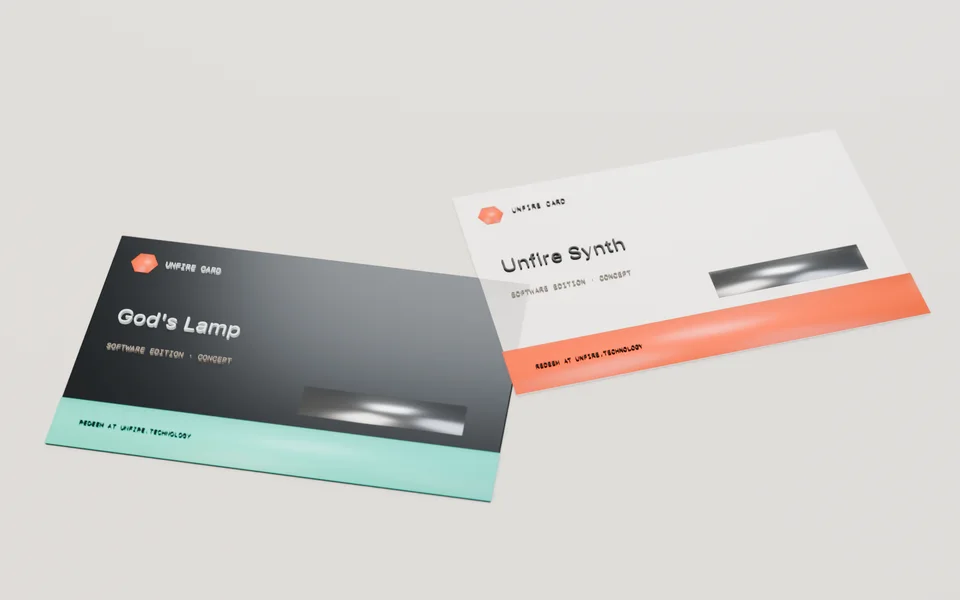 UNFIRE CARD
God's Lamp
SOFTWARE EDITION · CONCEPT
REDEEM AT UNFIRE.TECHNOLOGY
UNFIRE CARD
Unfire Synth
SOFTWARE EDITION · CONCEPT
REDEEM AT UNFIRE.TECHNOLOGY